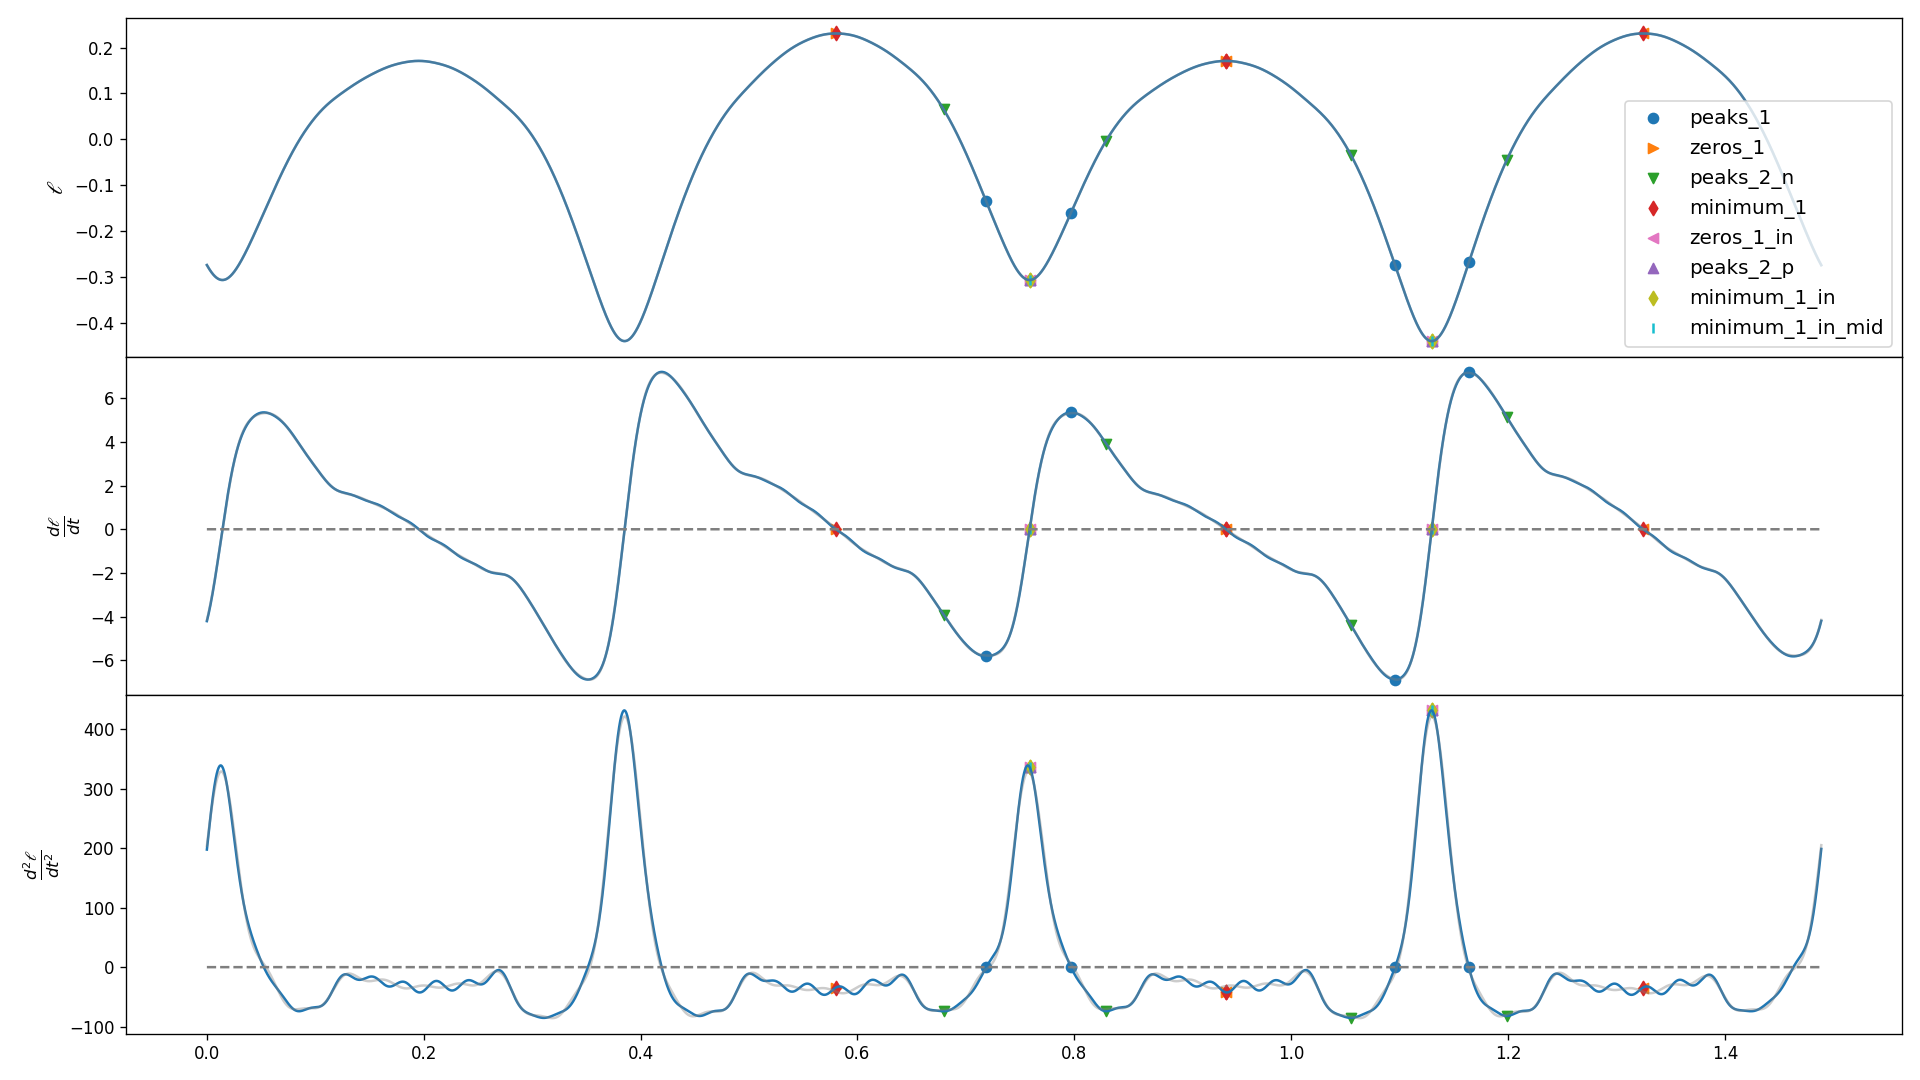 0.2
0.1
0.0
−0.1
−0.2
−0.3
−0.4
ℓ
peaks_1
zeros_1
peaks_2_n
minimum_1
zeros_1_in
peaks_2_p
minimum_1_in
minimum_1_in_mid
6
4
2
0
−2
−4
−6
dℓ
dt
400
300
200
100
0
−100
d²ℓ
dt²
0.0 0.2 0.4 0.6 0.8 1.0 1.2 1.4